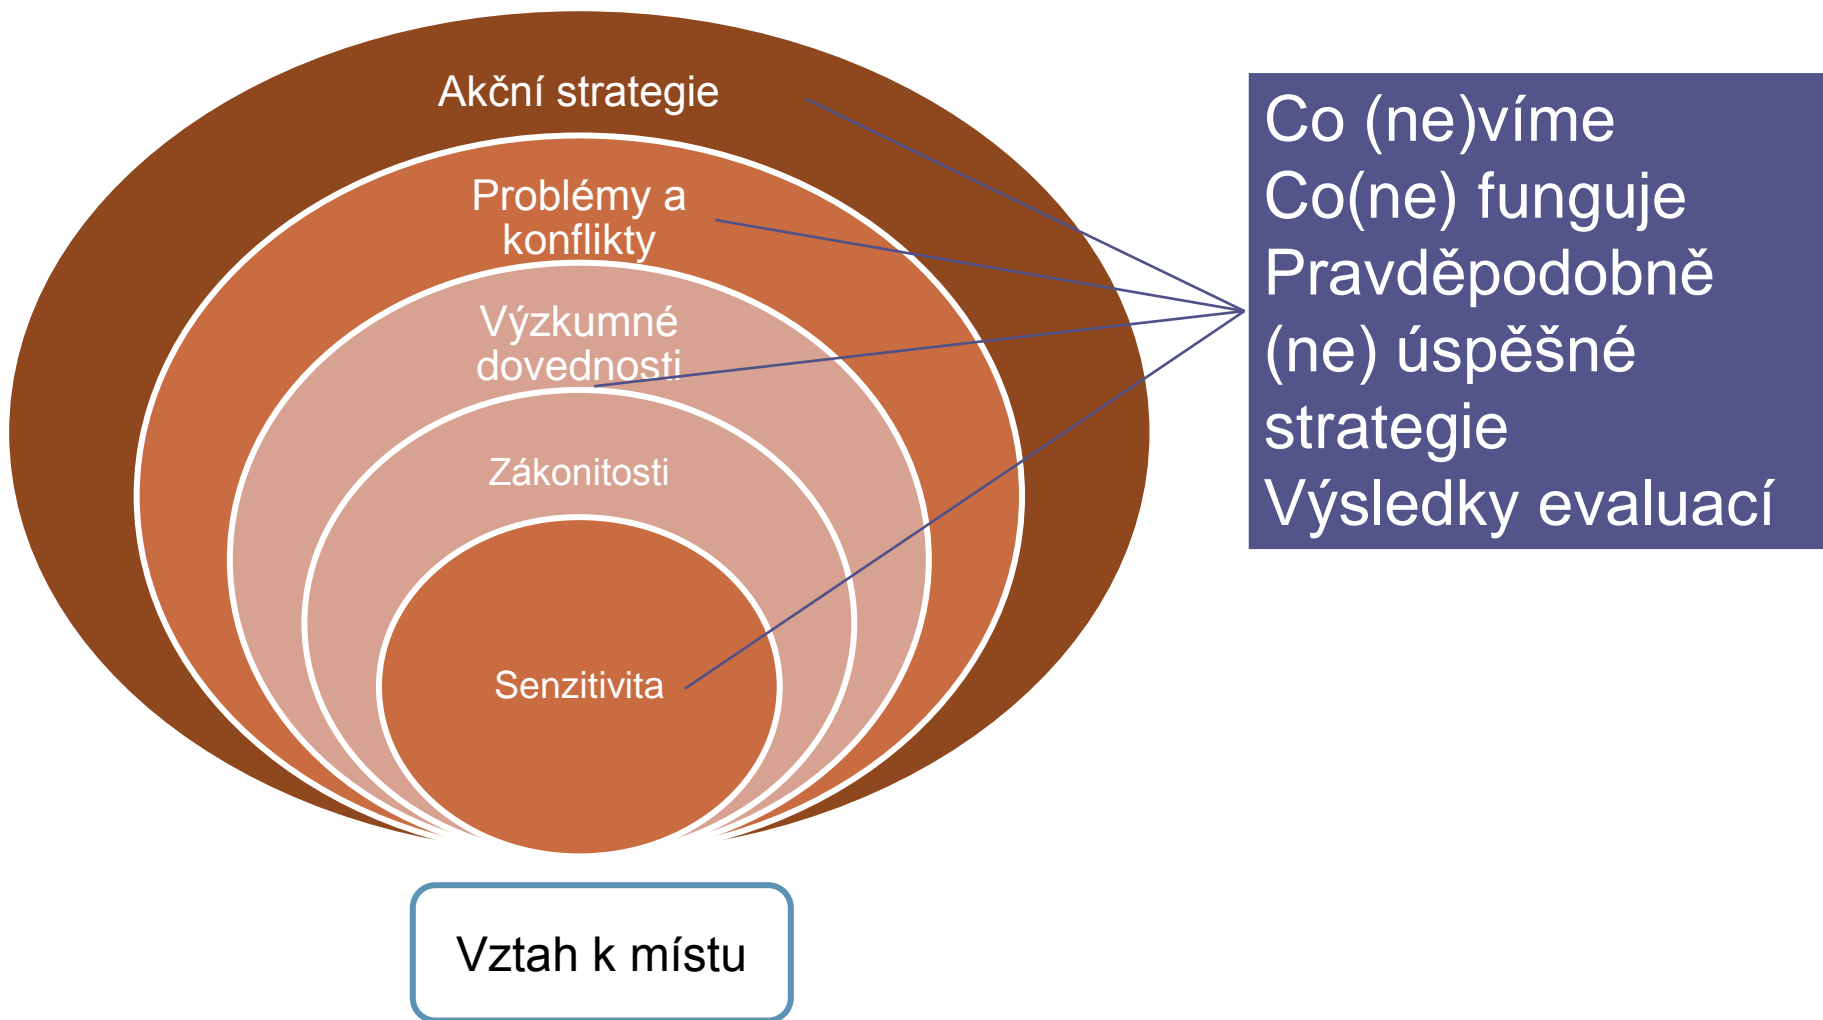 Akční strategie
Problémy a
konflikty
Výzkumné
dovednosti
Zákonitosti
Senzitivita
Vztah k místu
Co (ne)víme
Co(ne) funguje
Pravděpodobně
(ne) úspěšné
strategie
Výsledky evaluací